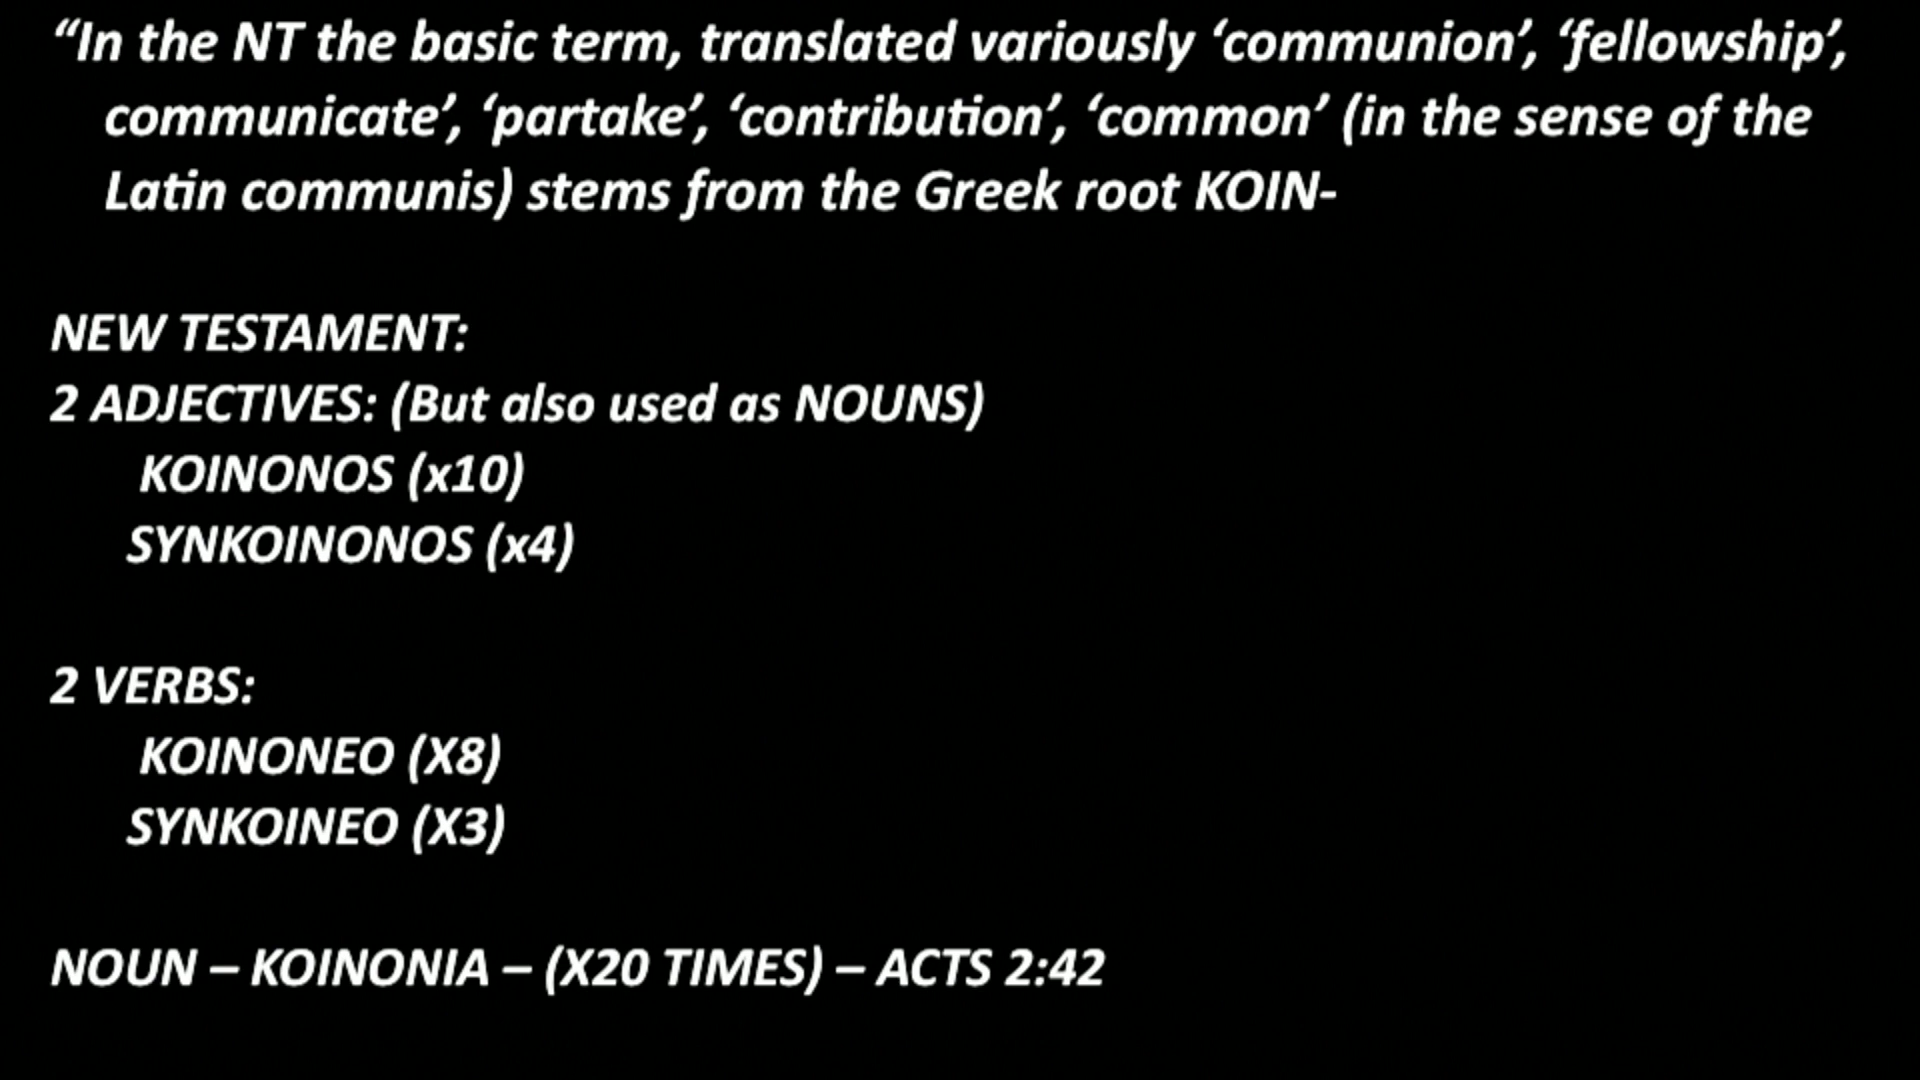 “In the NT the basic term, translated variously ‘communion’, ‘fellowship’,
communicate’, ‘partake’, ‘contribution’, ‘common’ (in the sense of the
Latin communis) stems from the Greek root KOIN-
NEW TESTAMENT:
2 ADJECTIVES: (But also used as NOUNS)
KOINONOS (x10)
SYNKOINONOS (x4)
2 VERBS:
KOINONEO (X8)
SYNKOINEO (X3)
NOUN – KOINONIA – (X20 TIMES) – ACTS 2:42